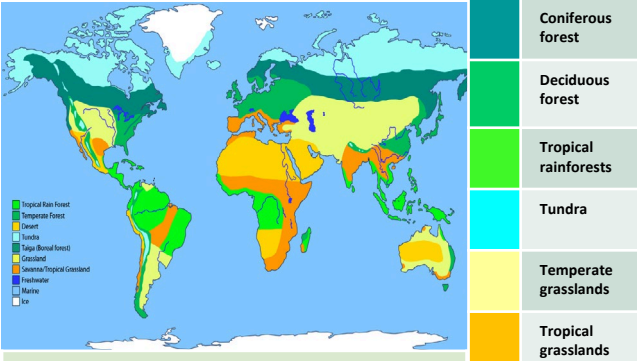 Tropical Rain Forest
Temperate Forest
Desert
Tundra
Taiga (Boreal forest)
Grassland
Savanna/Tropical Grassland
Freshwater
Marine
Ice
Coniferous
forest
Deciduous
forest
Tropical
rainforests
Tundra
Temperate
grasslands
Tropical
grasslands